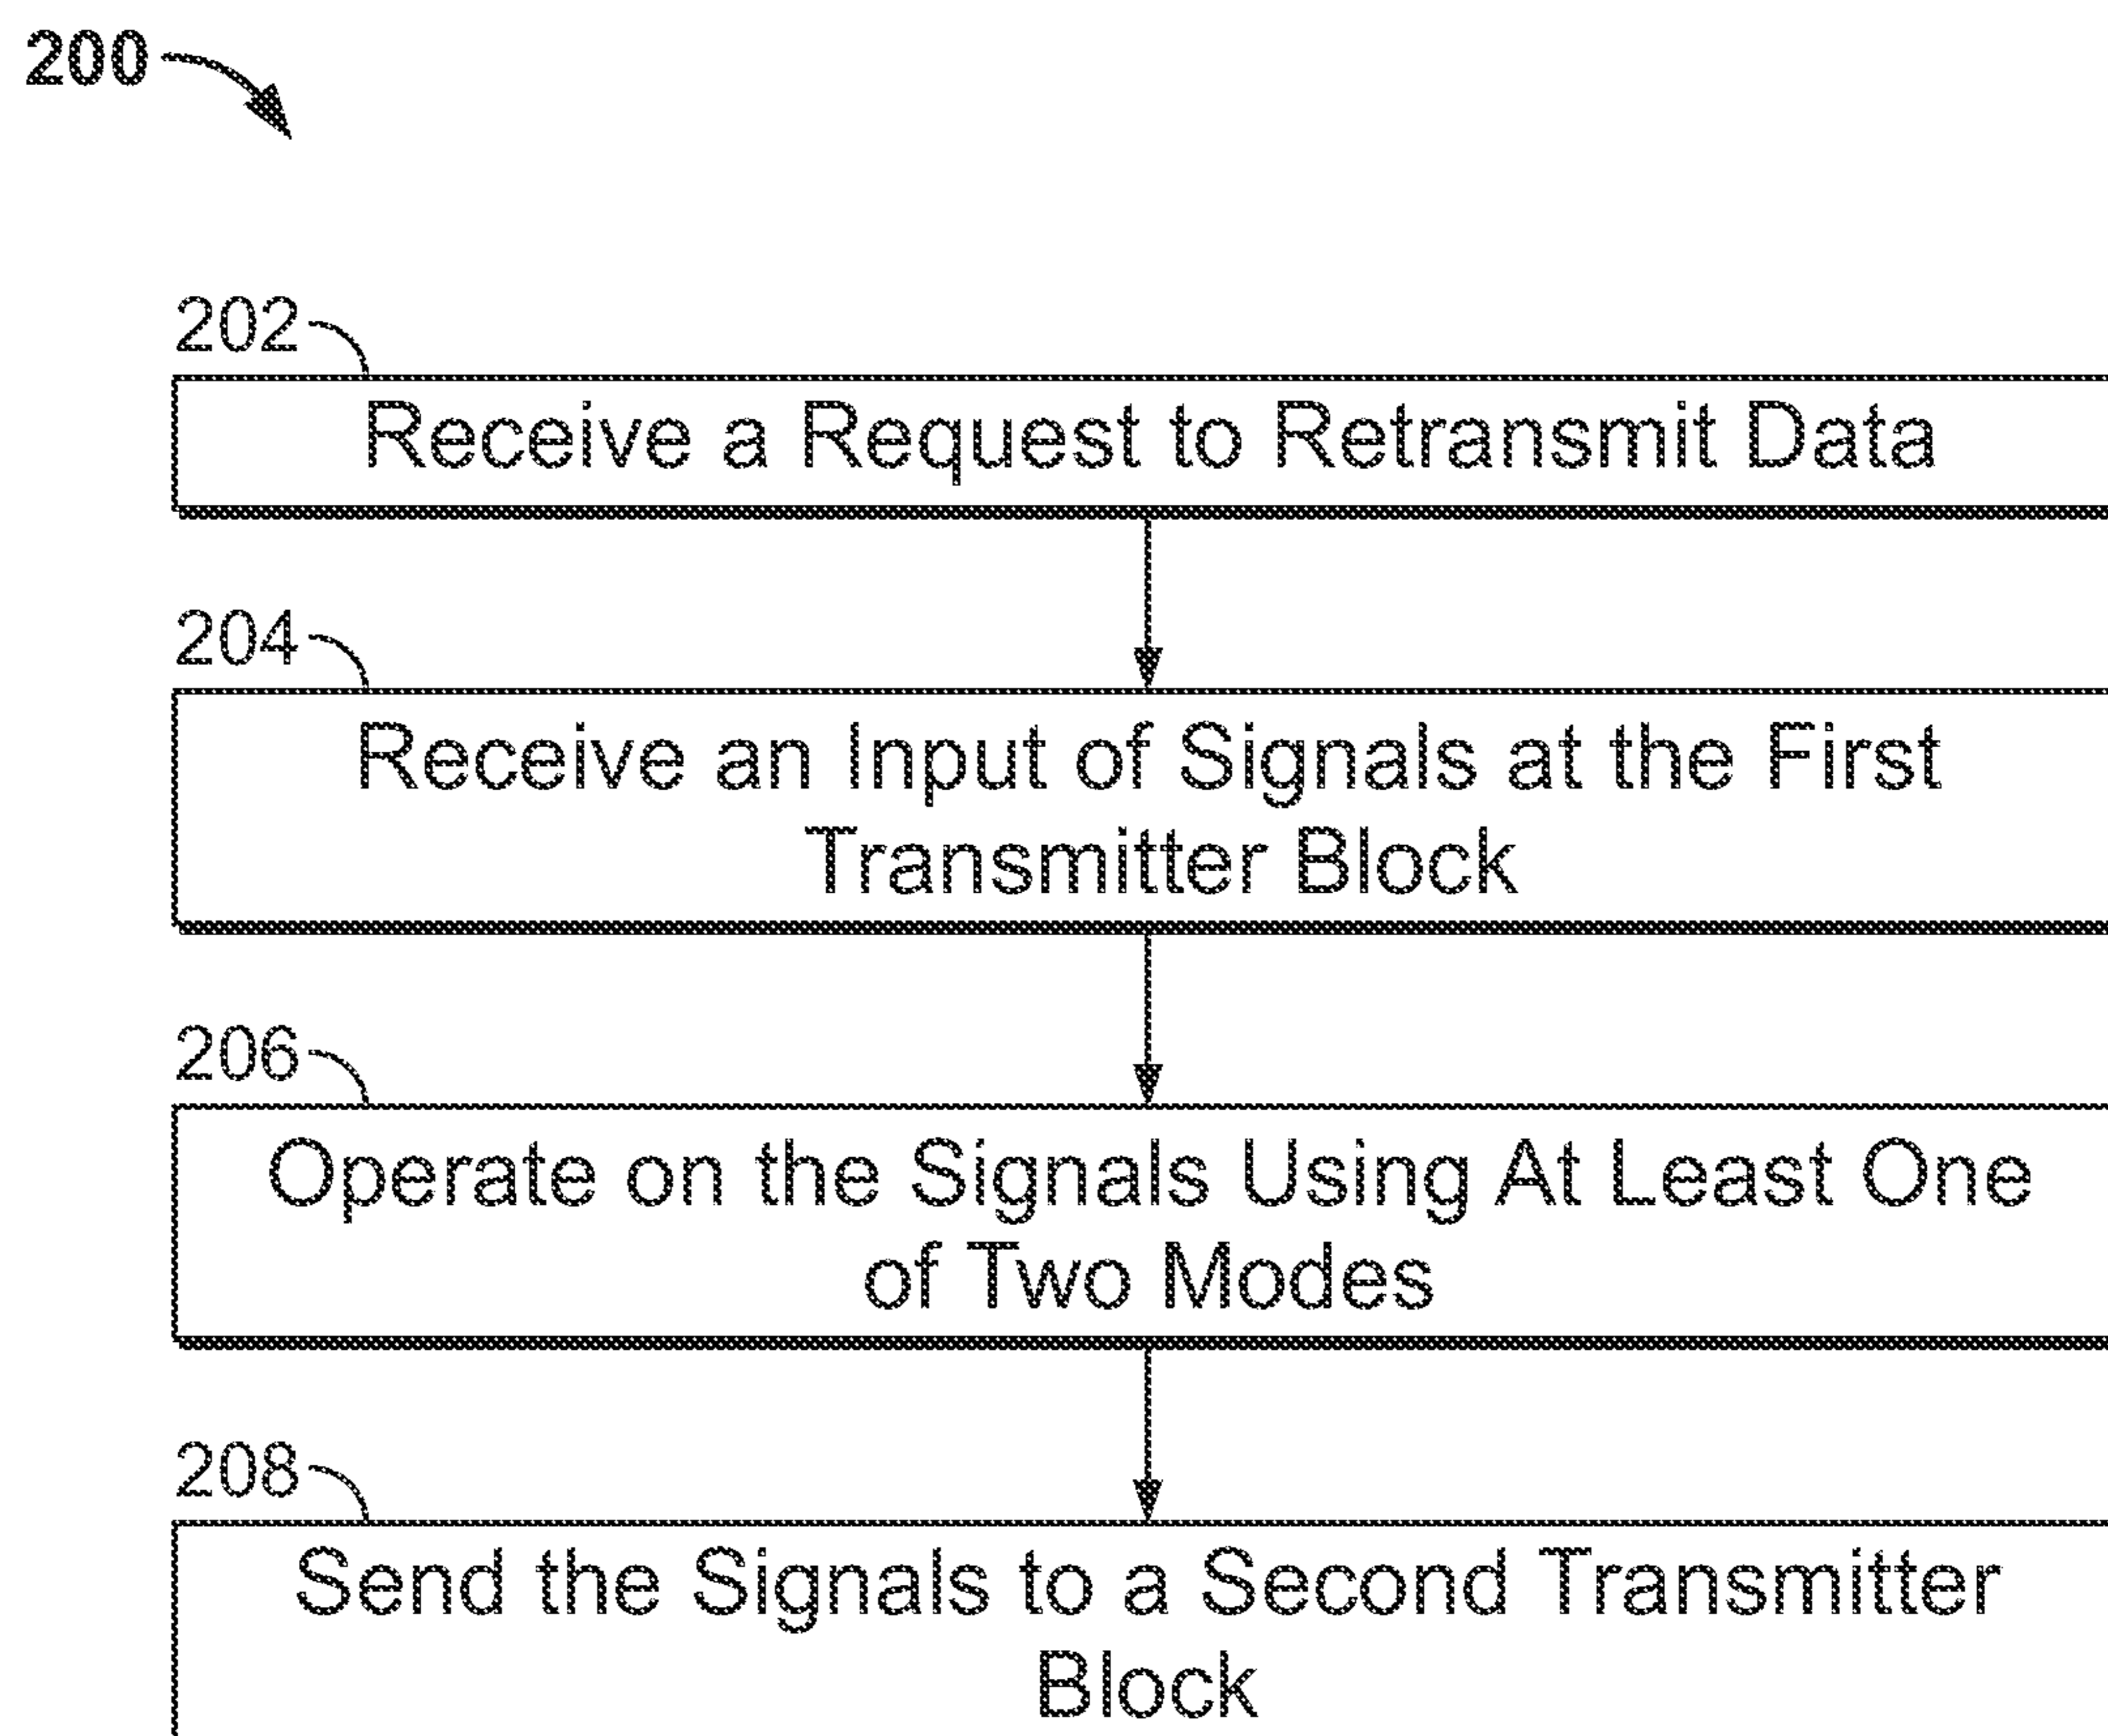 200
202
Receive a Request to Retransmit Data
204
Receive an Input of Signals at the First
Transmitter Block
206
Operate on the Signals Using At Least One
of Two Modes
208
Send the Signals to a Second Transmitter
Block